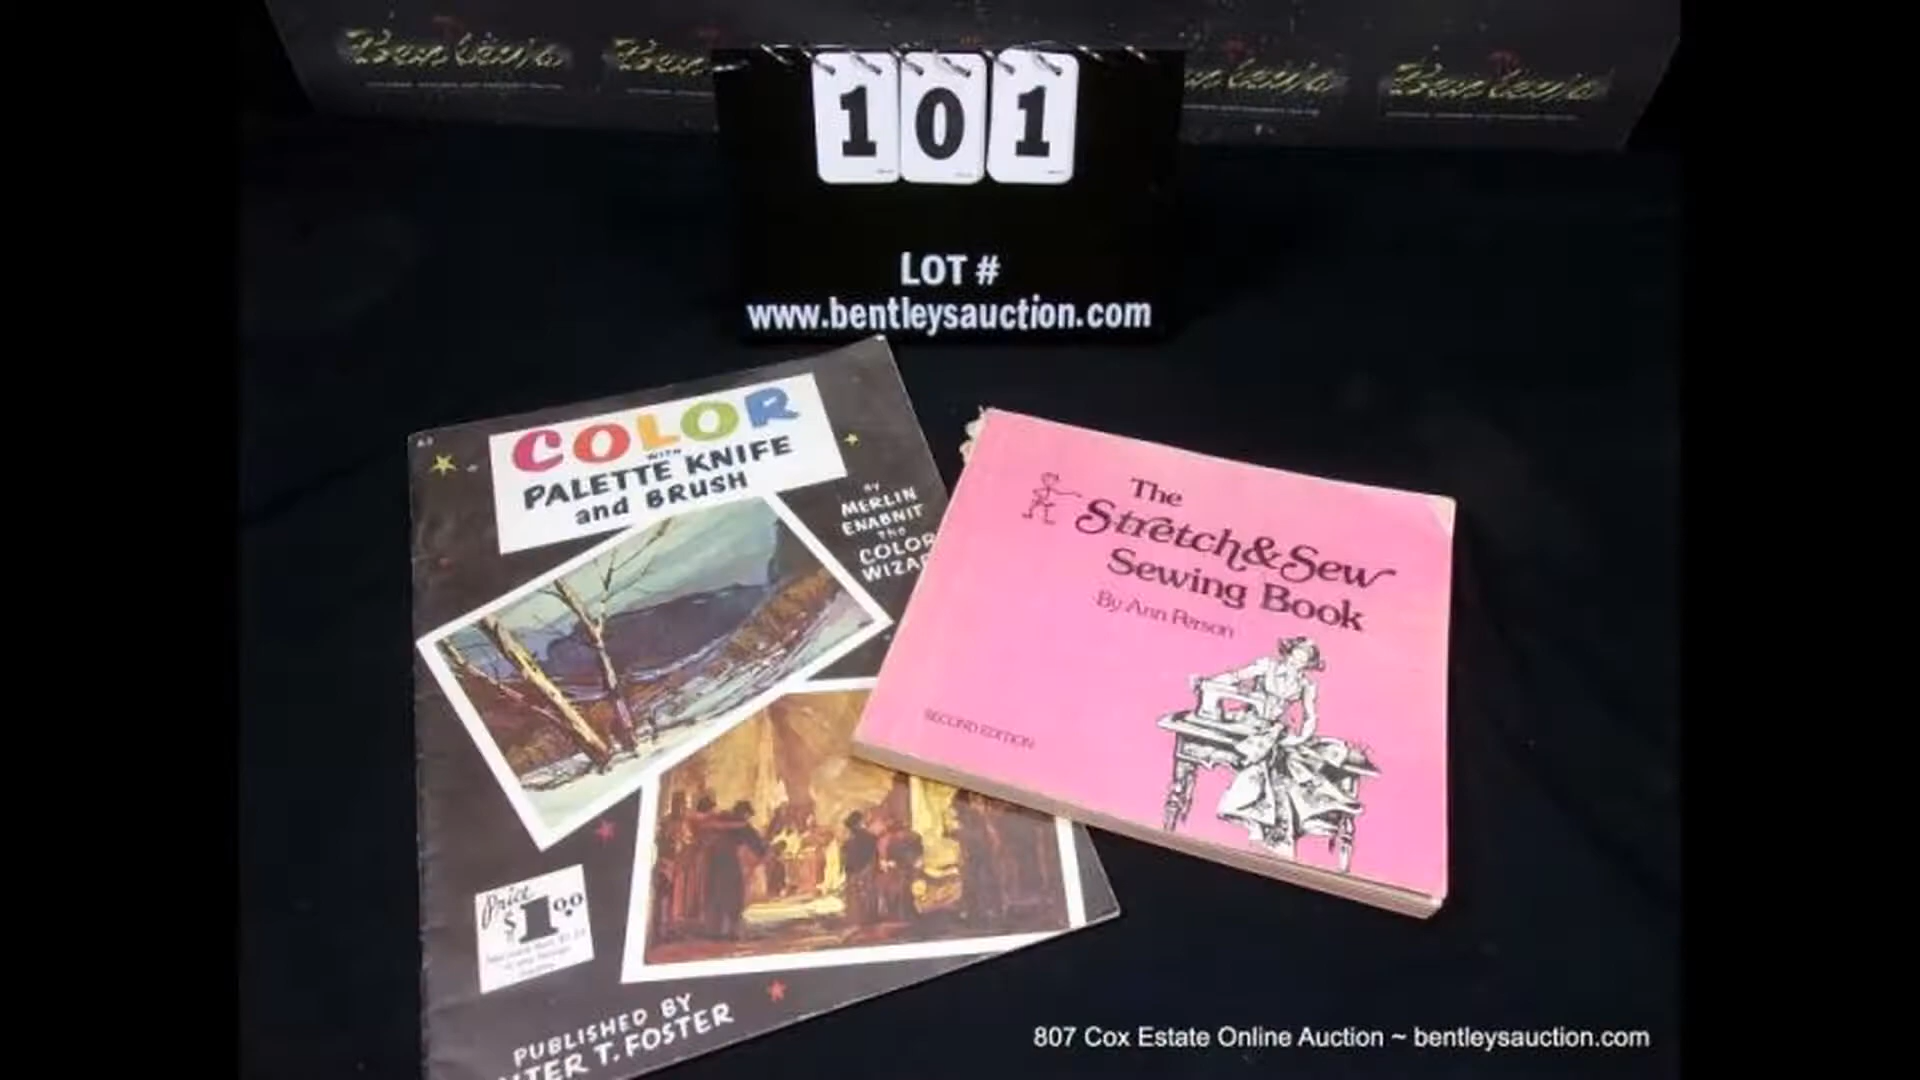 101
LOT #
www.bentleysauction.com
COLOR
WITH
PALETTE KNIFE
and BRUSH
BY
MERLIN
ENABNIT
THE
COLOR
The
Stretch & Sew
Sewing Book
By Ann Person
SECOND EDITION
Price
$1.00
PUBLISHED BY
T. FOSTER
807 Cox Estate Online Auction ~ bentleysauction.com